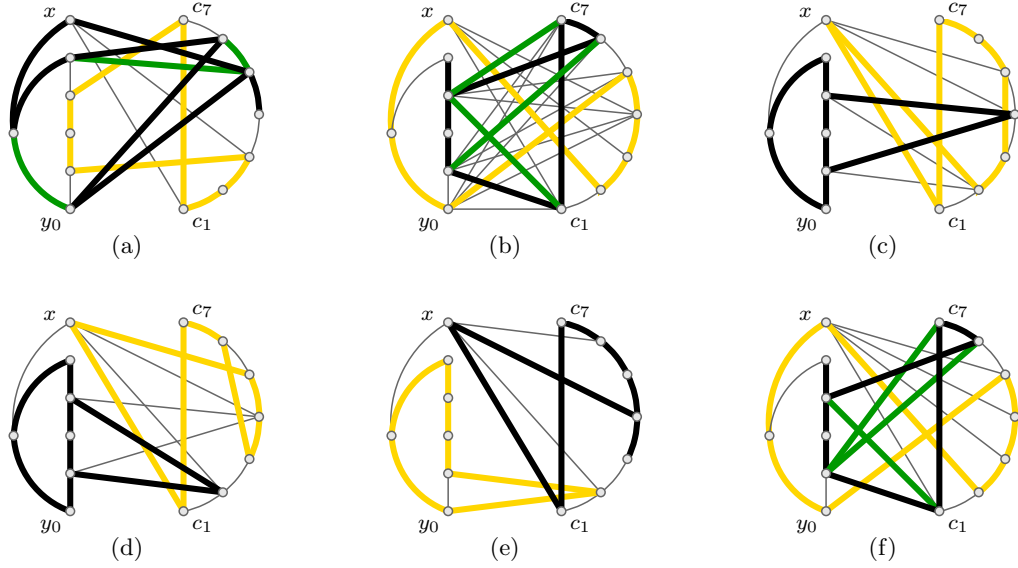 x c₇ x c₇ x c₇
y₀ c₁ y₀ c₁ y₀ c₁
(a) (b) (c)
x c₇ x c₇ x c₇
y₀ c₁ y₀ c₁ y₀ c₁
(d) (e) (f)